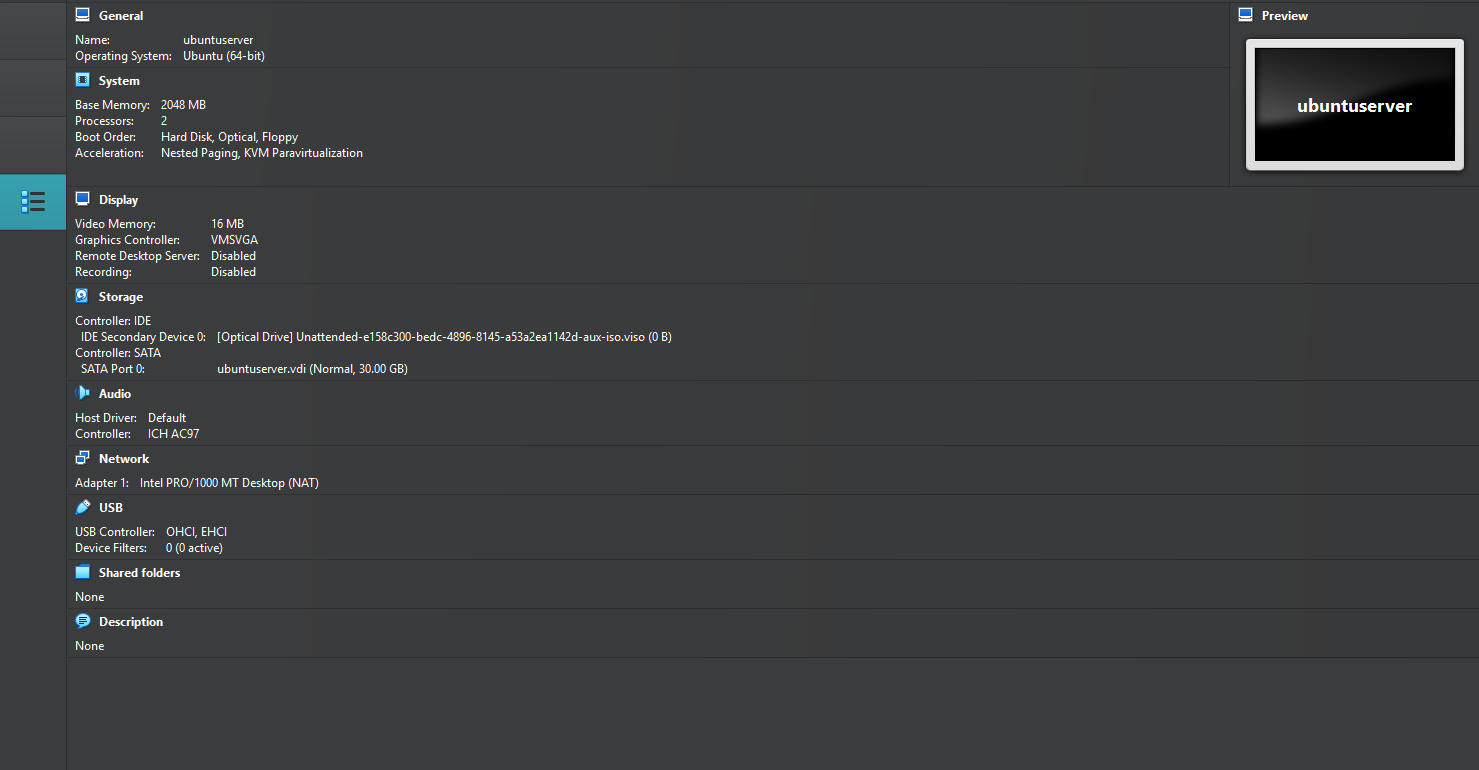 General
Name: ubuntuserver
Operating System: Ubuntu (64-bit)
System
Base Memory: 2048 MB
Processors: 2
Boot Order: Hard Disk, Optical, Floppy
Acceleration: Nested Paging, KVM Paravirtualization
Preview
ubuntuserver
Display
Video Memory: 16 MB
Graphics Controller: VMSVGA
Remote Desktop Server: Disabled
Recording: Disabled
Storage
Controller: IDE
IDE Secondary Device 0: [Optical Drive] Unattended-e158c300-bedc-4896-8145-a53a2ea1142d-aux-iso.viso (0 B)
Controller: SATA
SATA Port 0: ubuntuserver.vdi (Normal, 30.00 GB)
Audio
Host Driver: Default
Controller: ICH AC97
Network
Adapter 1: Intel PRO/1000 MT Desktop (NAT)
USB
USB Controller: OHCI, EHCI
Device Filters: 0 (0 active)
Shared folders
None
Description
None